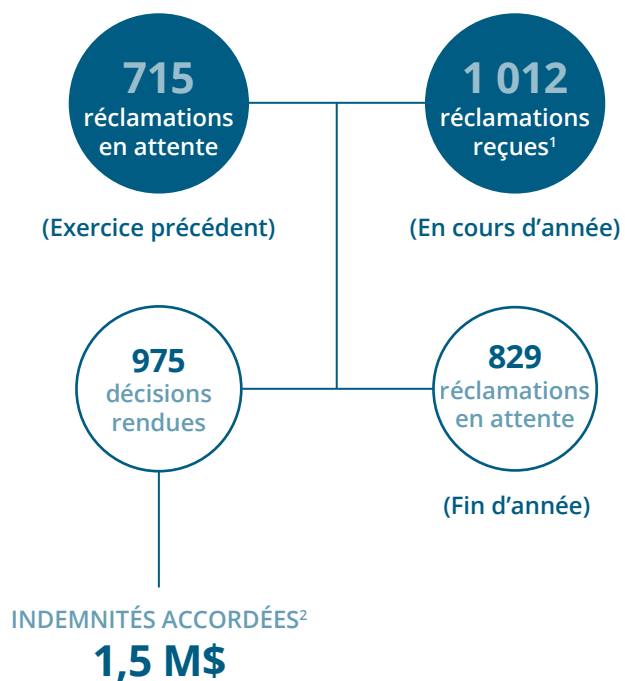 715
réclamations
en attente
(Exercice précédent)
1 012
réclamations
reçues¹
(En cours d’année)
975
décisions
rendues
829
réclamations
en attente
(Fin d’année)
INDEMNITÉS ACCORDÉES²
1,5 M$